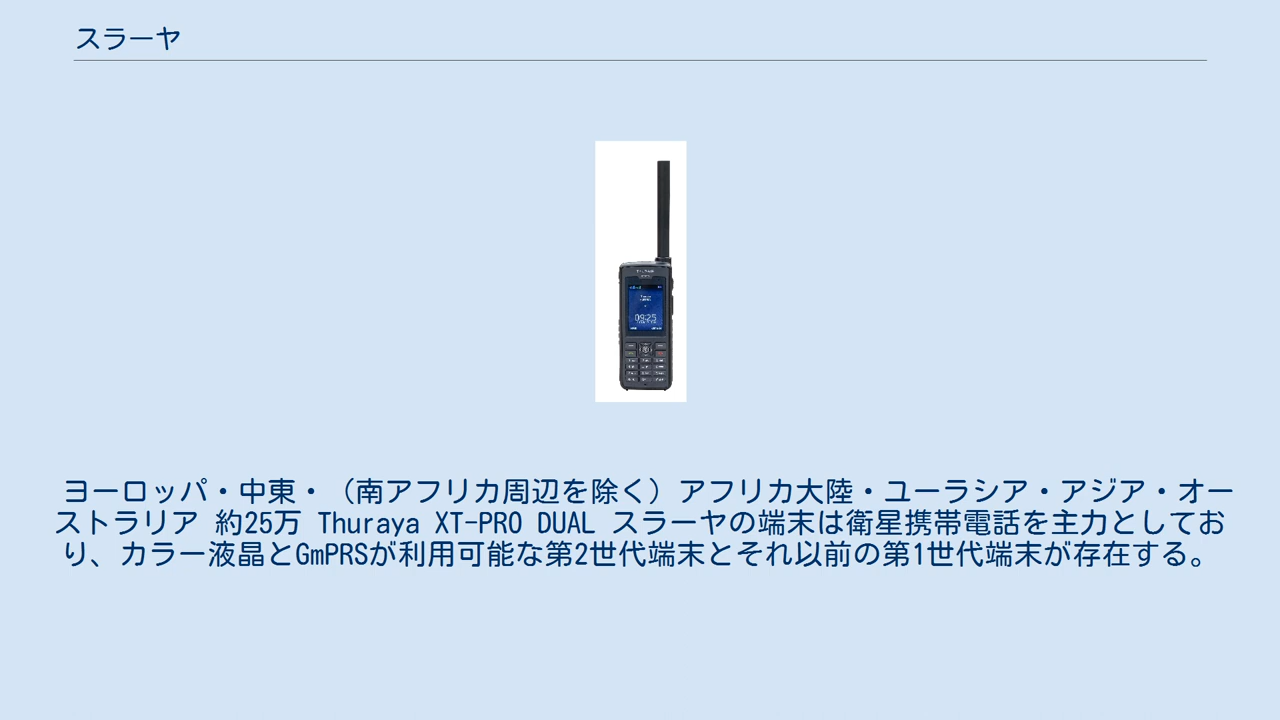 スラーヤ
THURAYA
09:25
ヨーロッパ・中東・（南アフリカ周辺を除く）アフリカ大陸・ユーラシア・アジア・オー
ストラリア 約25万 Thuraya XT-PRO DUAL スラーヤの端末は衛星携帯電話を主力としてお
り、カラー液晶とGmPRSが利用可能な第2世代端末とそれ以前の第1世代端末が存在する。